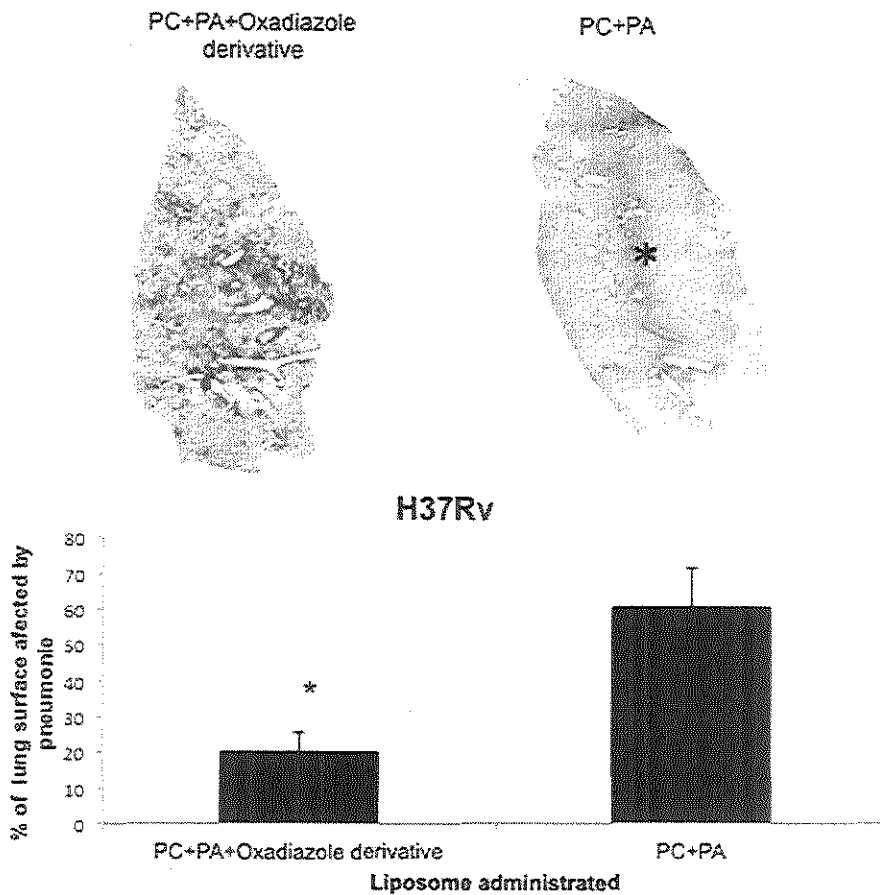 PC+PA+Oxadiazole
derivative
PC+PA
*
H37Rv
% of lung surface afected by
pneumonie
80
70
60
50
40
30
20
10
0
*
PC+PA+Oxadiazole derivative
PC+PA
Liposome administrated